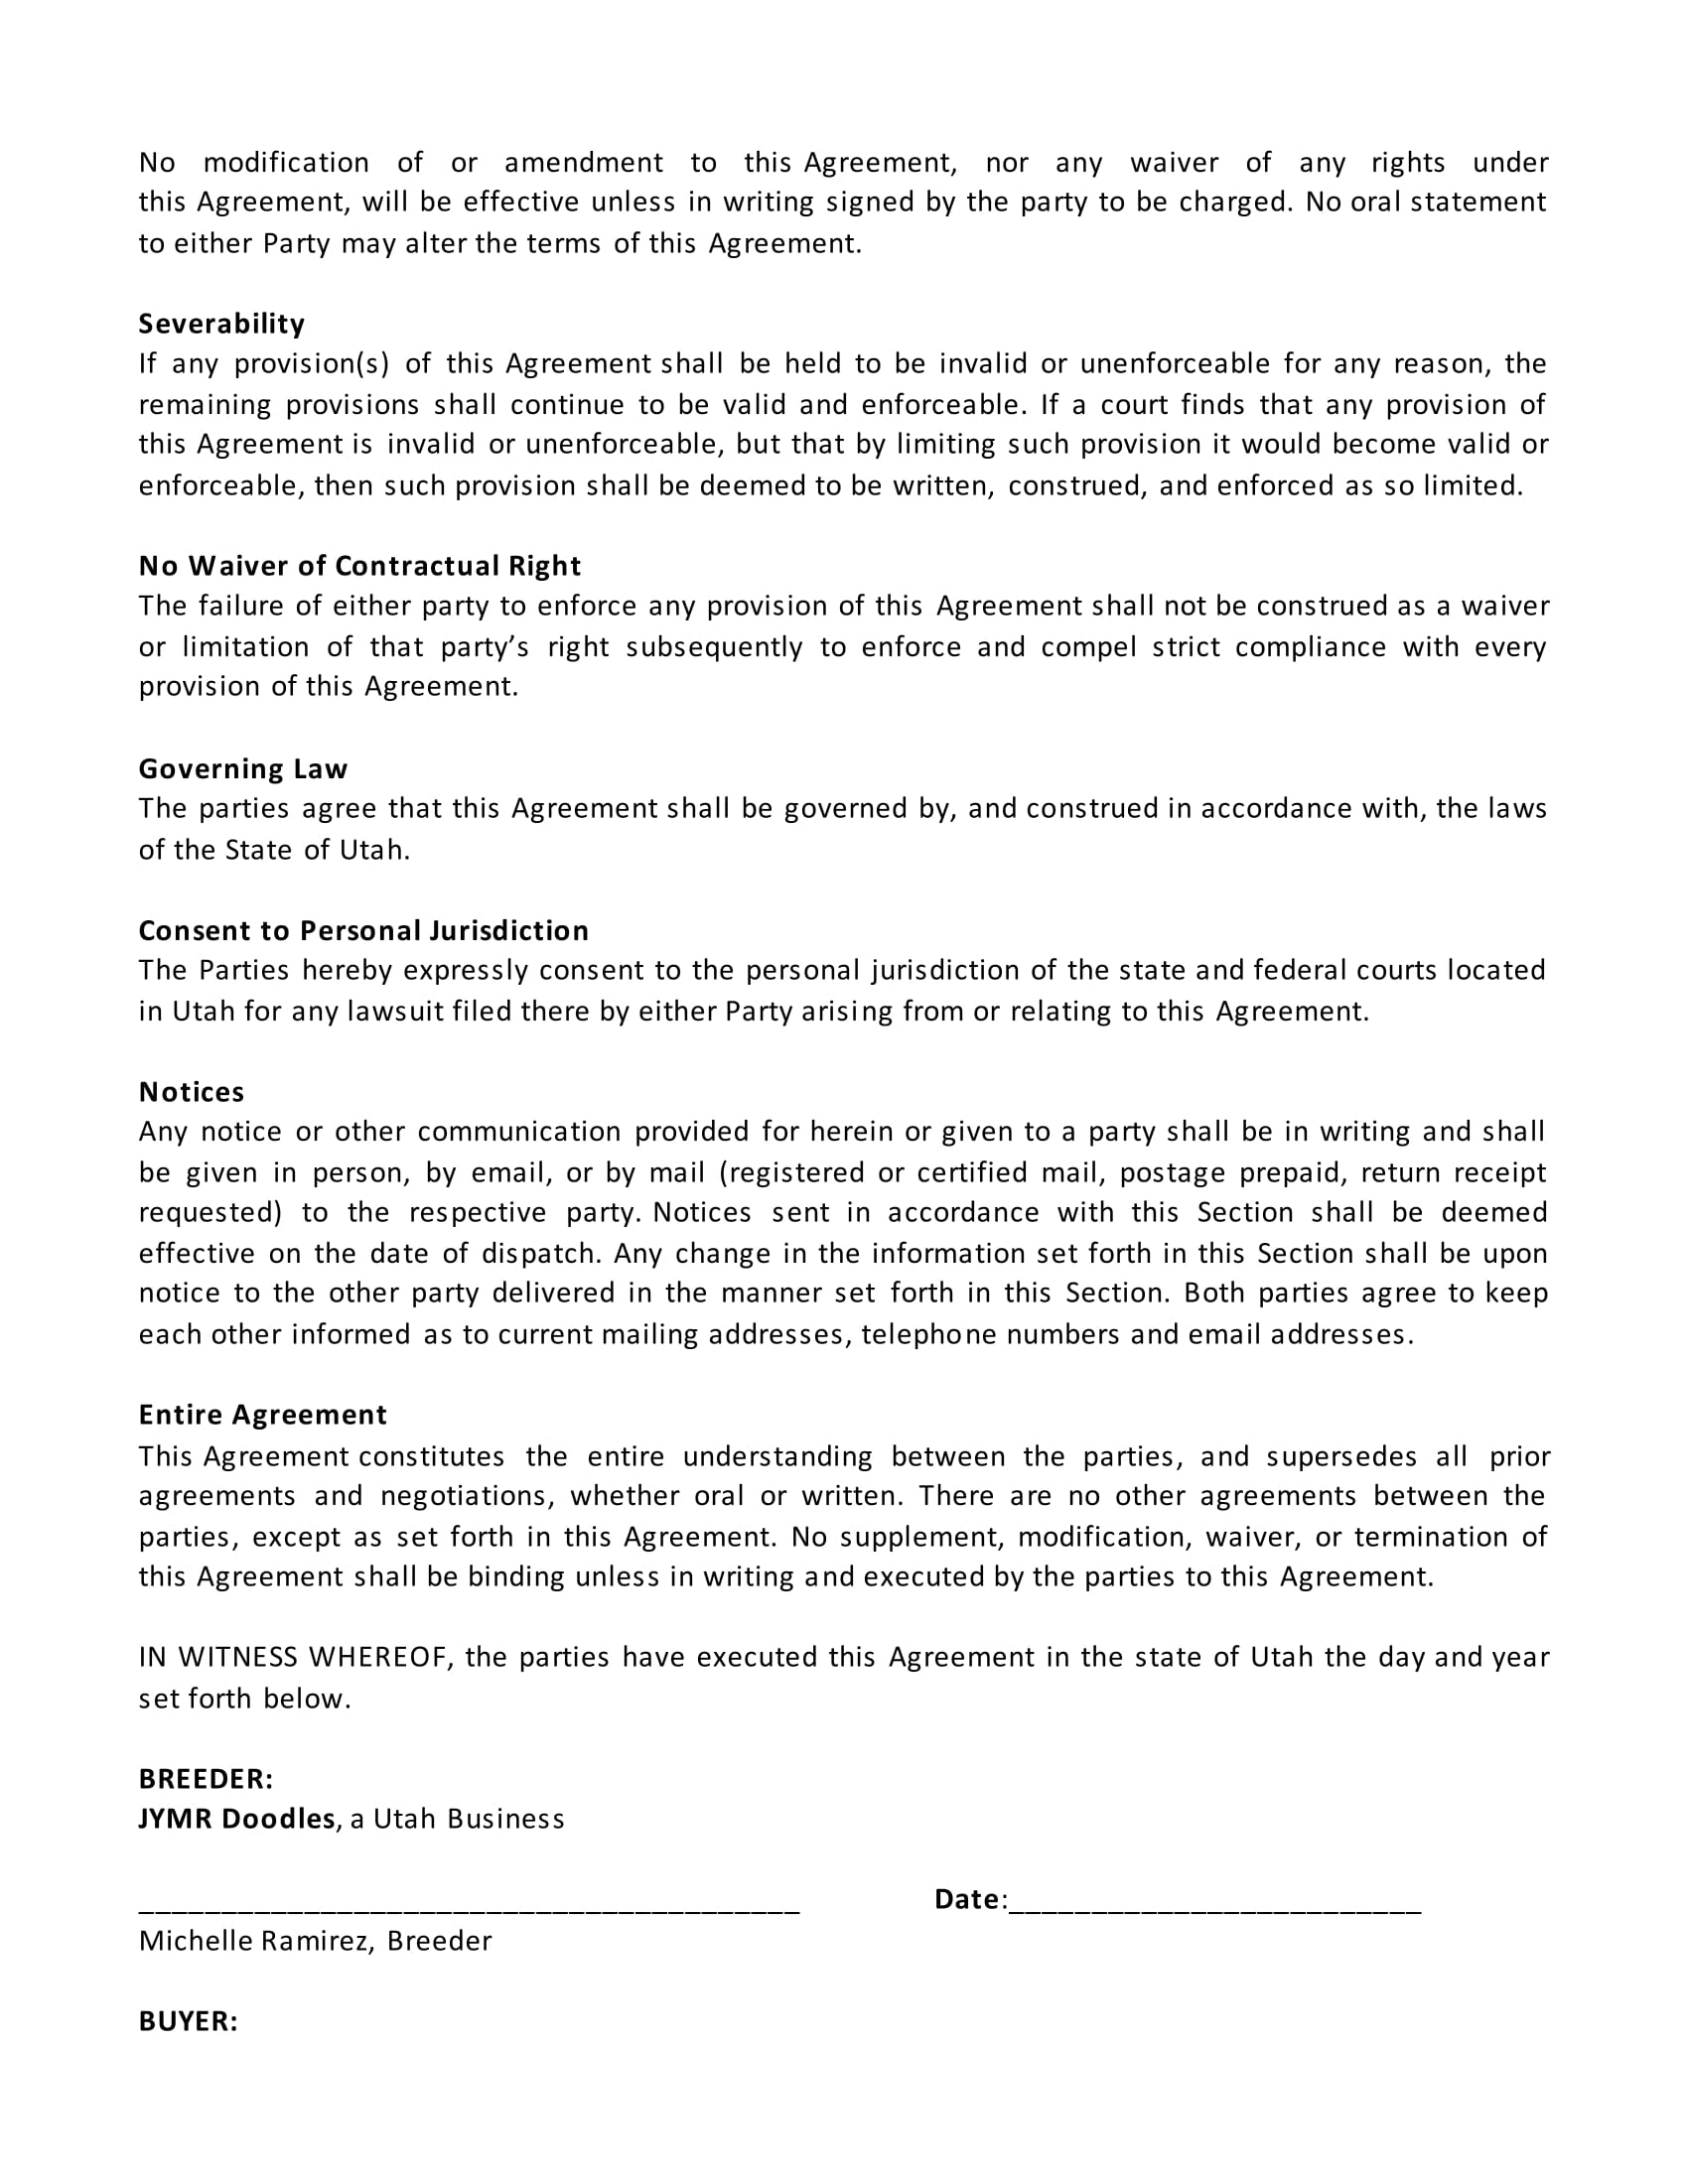 No modification of or amendment to this Agreement, nor any waiver of any rights under
this Agreement, will be effective unless in writing signed by the party to be charged. No oral statement
to either Party may alter the terms of this Agreement.
Severability
If any provision(s) of this Agreement shall be held to be invalid or unenforceable for any reason, the
remaining provisions shall continue to be valid and enforceable. If a court finds that any provision of
this Agreement is invalid or unenforceable, but that by limiting such provision it would become valid or
enforceable, then such provision shall be deemed to be written, construed, and enforced as so limited.
No Waiver of Contractual Right
The failure of either party to enforce any provision of this Agreement shall not be construed as a waiver
or limitation of that party’s right subsequently to enforce and compel strict compliance with every
provision of this Agreement.
Governing Law
The parties agree that this Agreement shall be governed by, and construed in accordance with, the laws
of the State of Utah.
Consent to Personal Jurisdiction
The Parties hereby expressly consent to the personal jurisdiction of the state and federal courts located
in Utah for any lawsuit filed there by either Party arising from or relating to this Agreement.
Notices
Any notice or other communication provided for herein or given to a party shall be in writing and shall
be given in person, by email, or by mail (registered or certified mail, postage prepaid, return receipt
requested) to the respective party. Notices sent in accordance with this Section shall be deemed
effective on the date of dispatch. Any change in the information set forth in this Section shall be upon
notice to the other party delivered in the manner set forth in this Section. Both parties agree to keep
each other informed as to current mailing addresses, telephone numbers and email addresses.
Entire Agreement
This Agreement constitutes the entire understanding between the parties, and supersedes all prior
agreements and negotiations, whether oral or written. There are no other agreements between the
parties, except as set forth in this Agreement. No supplement, modification, waiver, or termination of
this Agreement shall be binding unless in writing and executed by the parties to this Agreement.
IN WITNESS WHEREOF, the parties have executed this Agreement in the state of Utah the day and year
set forth below.
BREEDER:
JYMR Doodles, a Utah Business
________________________________________ Date:_________________________
Michelle Ramirez, Breeder
BUYER: